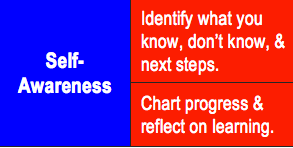 Self-
Awareness
Identify what you
know, don’t know, &
next steps.
Chart progress &
reflect on learning.